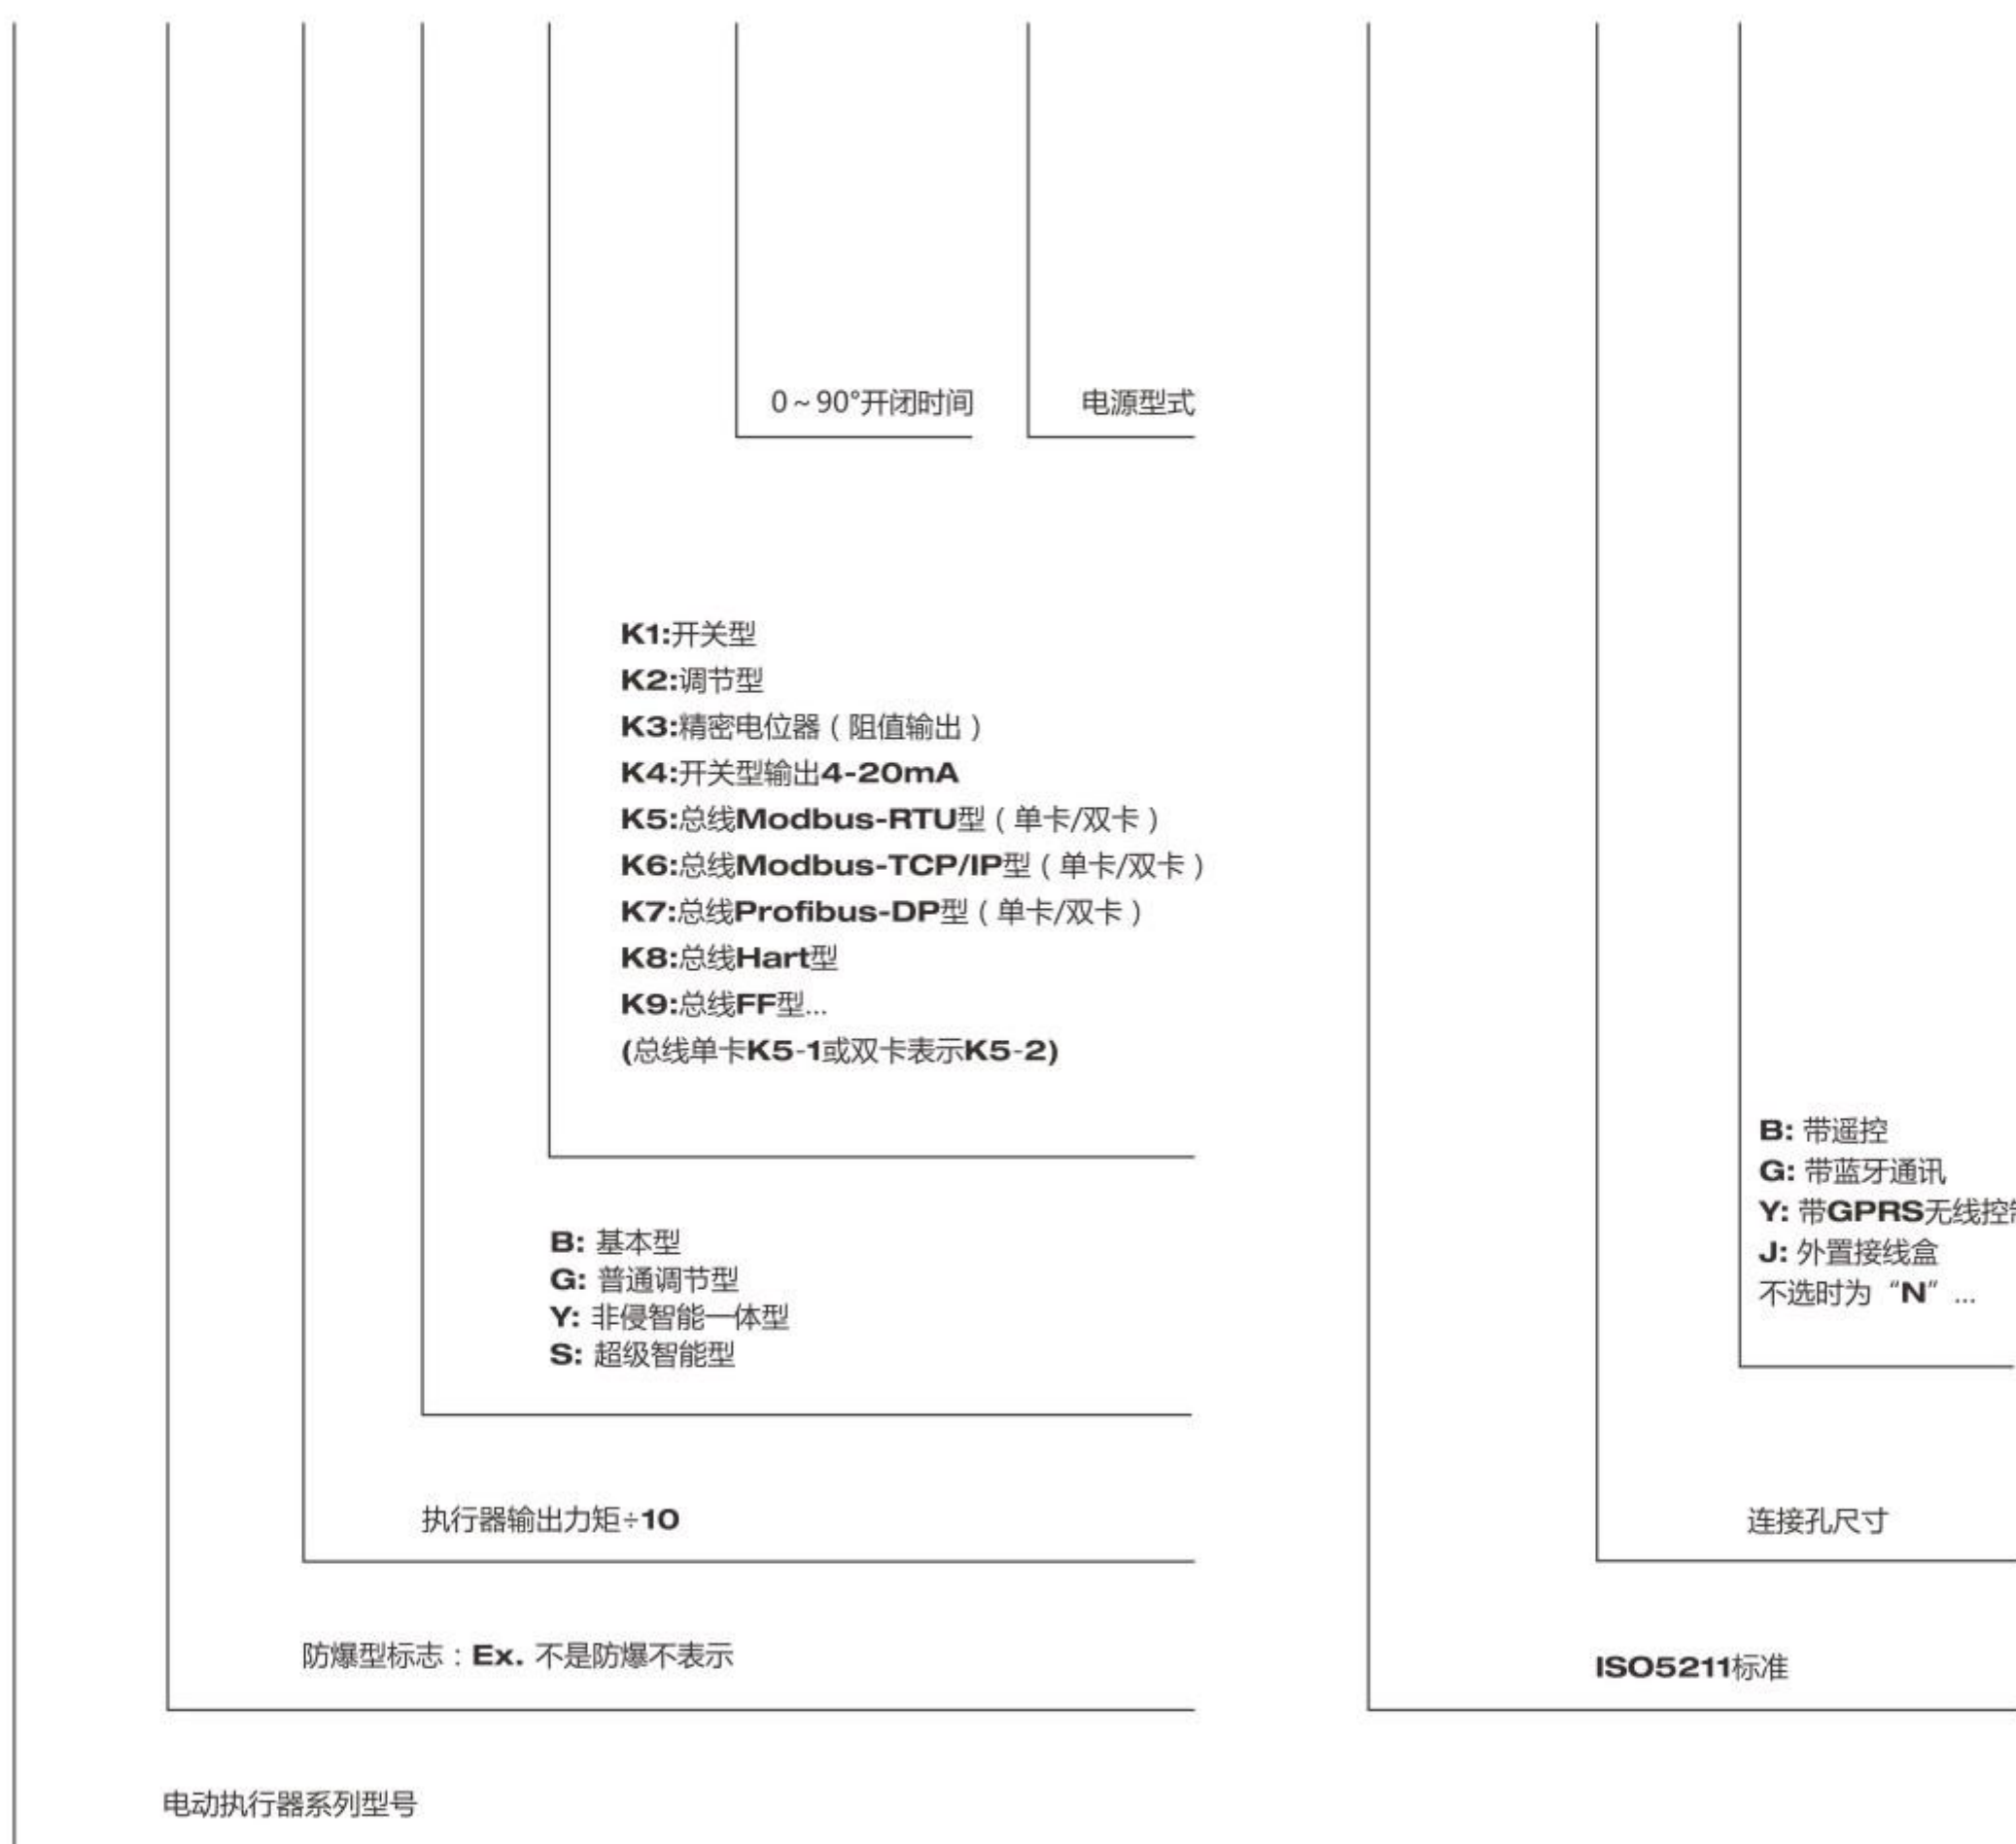 0~90°开闭时间
电源型式
K1:开关型
K2:调节型
K3:精密电位器（阻值输出）
K4:开关型输出4-20mA
K5:总线Modbus-RTU型（单卡/双卡）
K6:总线Modbus-TCP/IP型（单卡/双卡）
K7:总线Profibus-DP型（单卡/双卡）
K8:总线Hart型
K9:总线FF型...
(总线单卡K5-1或双卡表示K5-2)
B: 带遥控
G: 带蓝牙通讯
Y: 带GPRS无线控
J: 外置接线盒
不选时为“N”...
B: 基本型
G: 普通调节型
Y: 非侵智能一体型
S: 超级智能型
执行器输出力矩÷10
连接孔尺寸
防爆型标志：Ex. 不是防爆不表示
ISO5211标准
电动执行器系列型号